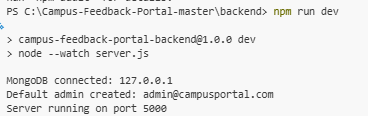 PS C:\Campus-Feedback-Portal-master\backend> npm run dev
> campus-feedback-portal-backend@1.0.0 dev
> node --watch server.js
MongoDB connected: 127.0.0.1
Default admin created: admin@campusportal.com
Server running on port 5000